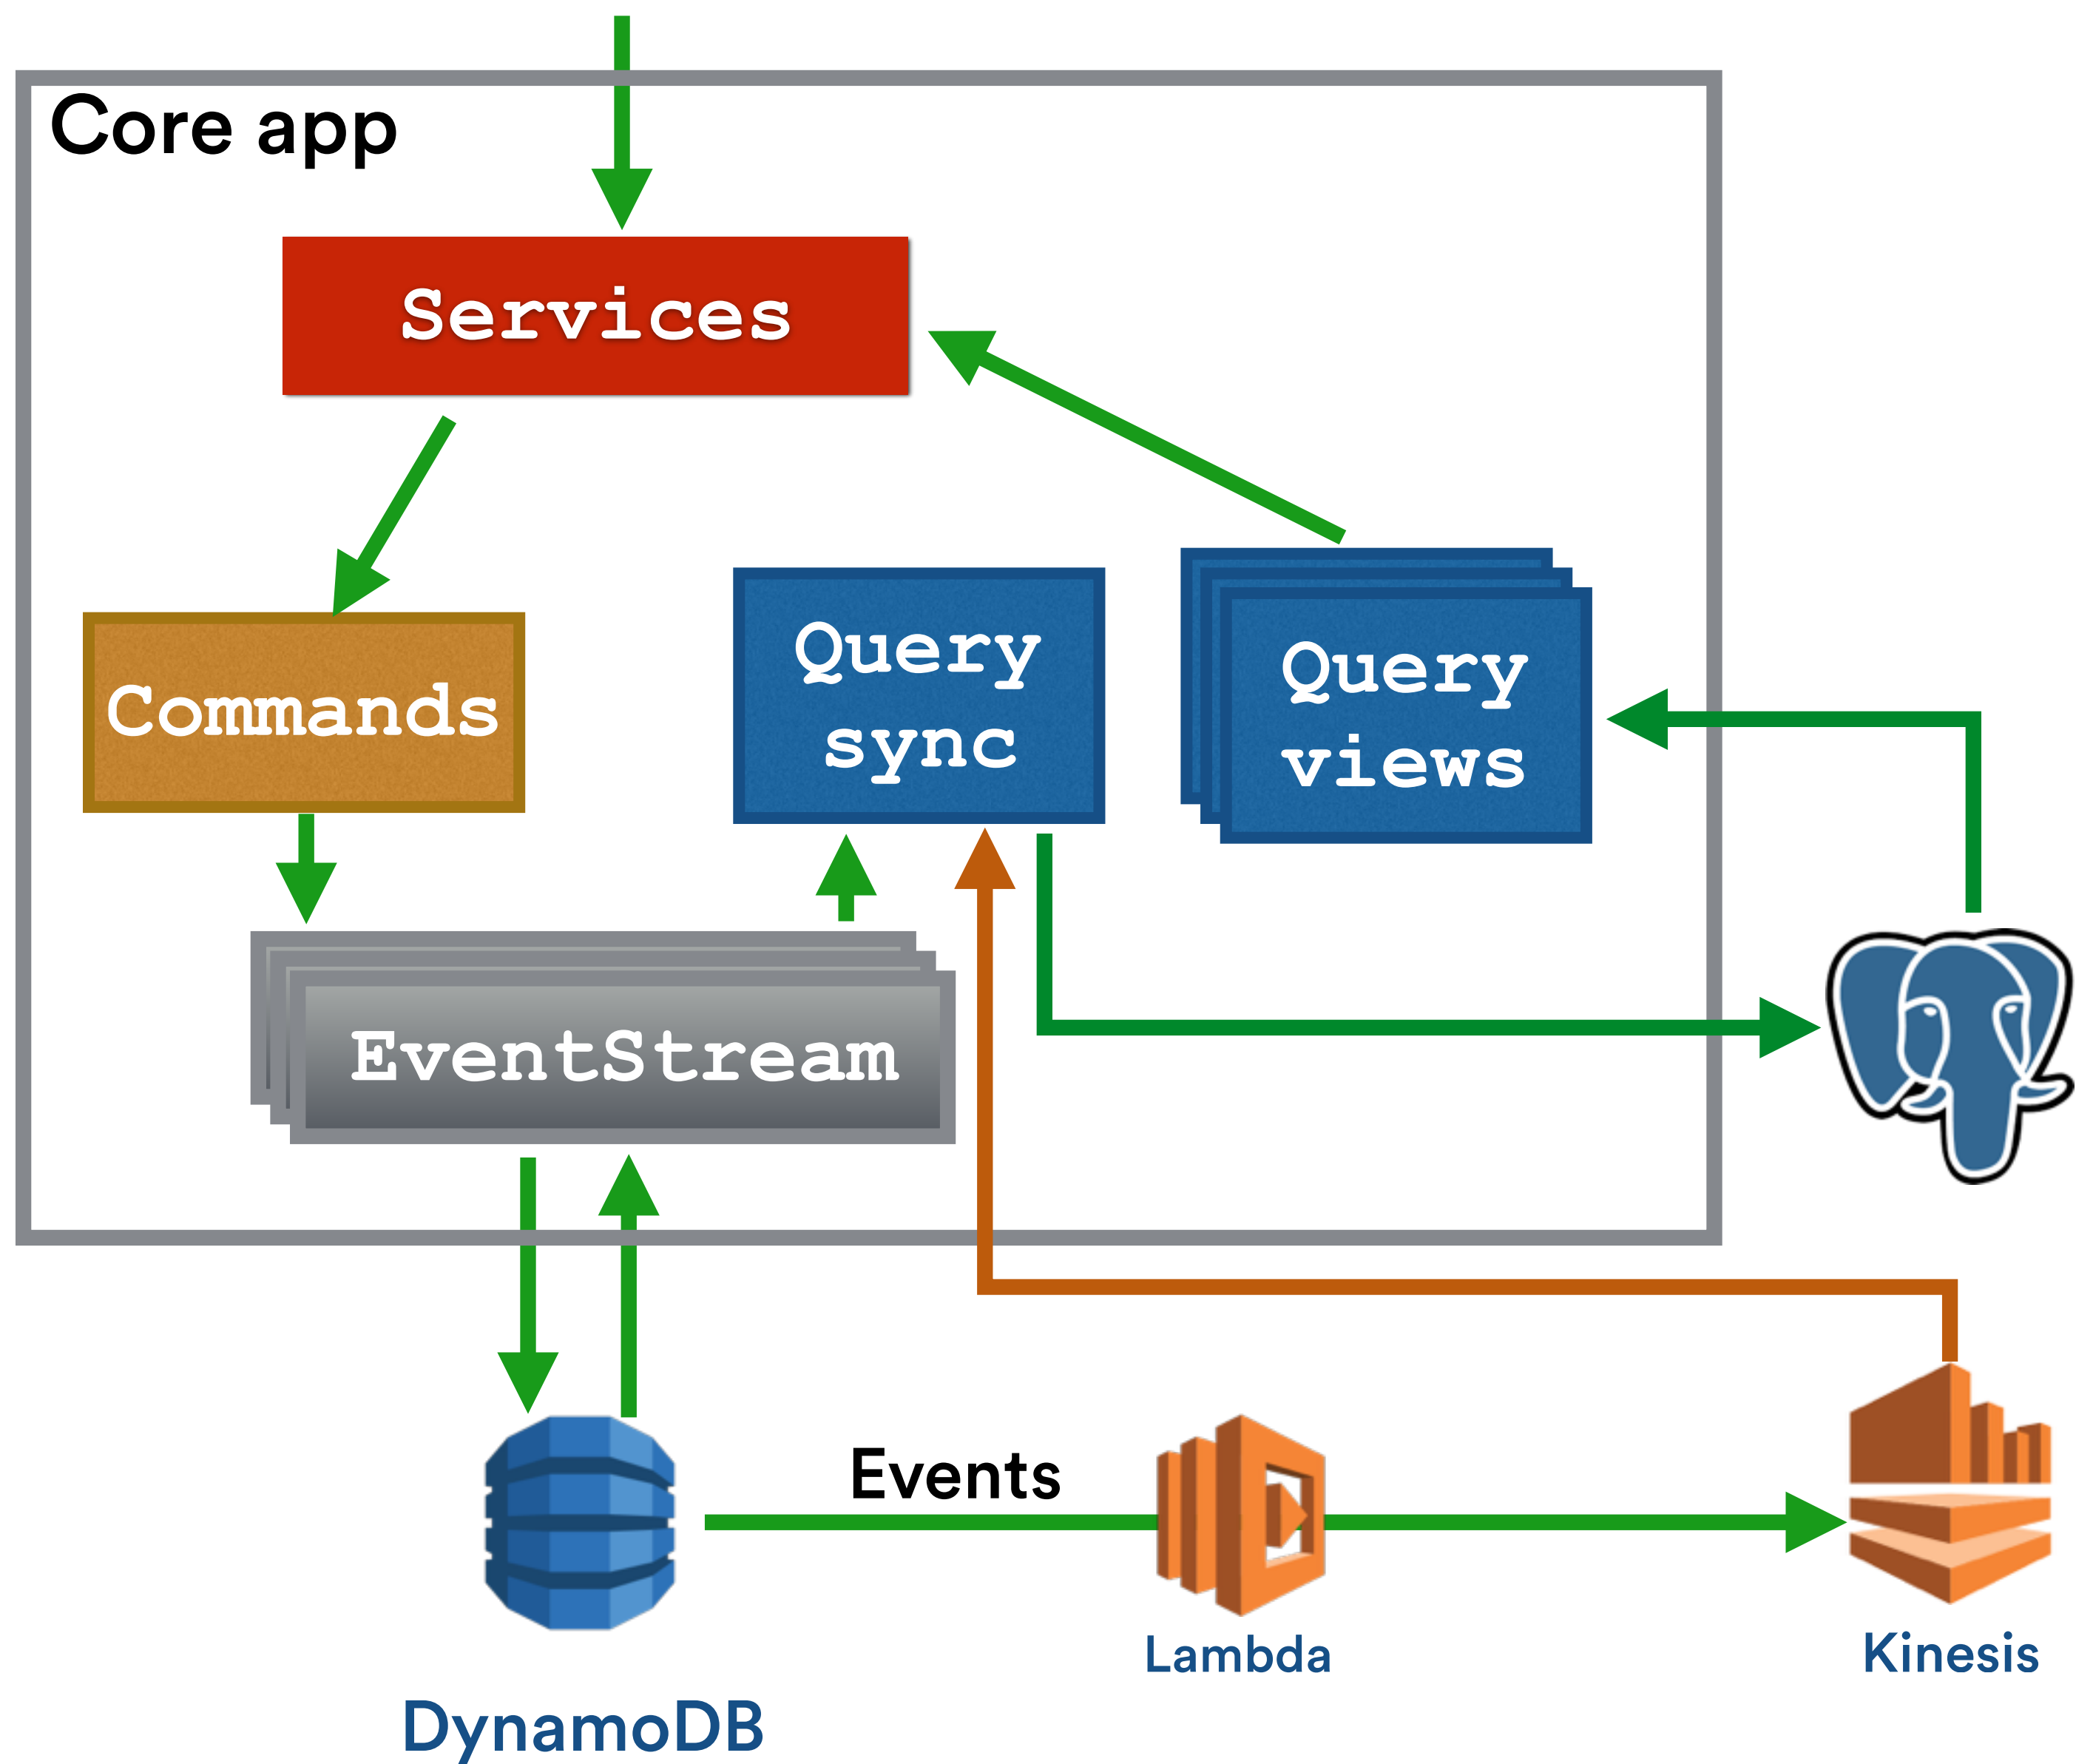 Core app
Services
Commands
Query
sync
Query
views
EventStream
Events
Lambda
Kinesis
DynamoDB